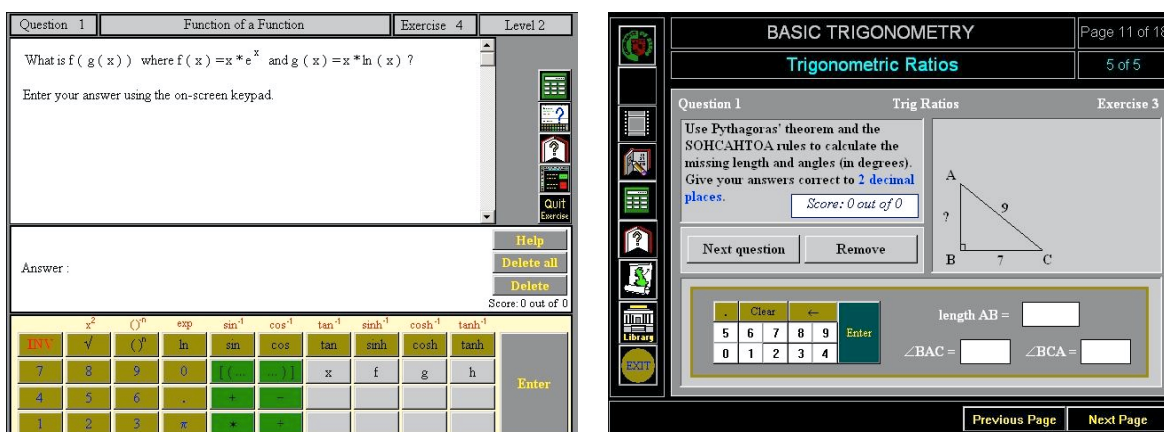 Question 1 Function of a Function Exercise 4 Level 2
What is f ( g ( x ) ) where f ( x ) =x * e^x and g ( x ) =x * ln ( x ) ?
Enter your answer using the on-screen keypad.
Quit
Exercise
Answer :
Help
Delete all
Delete
Score: 0 out of 0
x² ()ⁿ exp sin⁻¹ cos⁻¹ tan⁻¹ sinh⁻¹ cosh⁻¹ tanh⁻¹
INV √ ()ⁿ ln sin cos tan sinh cosh tanh
7 8 9 0 [(... ...)] x f g h
Enter
4 5 6 . + −
1 2 3 π * ÷
BASIC TRIGONOMETRY Page 11 of 18
Trigonometric Ratios 5 of 5
Question 1 Trig Ratios Exercise 3
Use Pythagoras' theorem and the
SOHCAHTOA rules to calculate the
missing length and angles (in degrees).
Give your answers correct to 2 decimal
places.
Score: 0 out of 0
A
? 9
B 7 C
Next question Remove
. Clear ←
5 6 7 8 9 Enter
0 1 2 3 4
length AB =
∠BAC = ∠BCA =
Library
EXIT
Previous Page Next Page